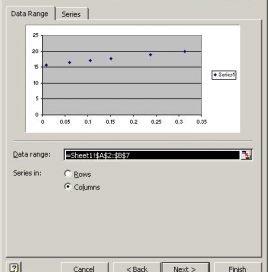 Data Range Series
25
20
15
10
5
0
0 0.05 0.1 0.15 0.2 0.25 0.3 0.35
Series1
Data range: =Sheet1!$A$2:$B$7
Series in: Rows
Columns
Cancel < Back Next > Finish